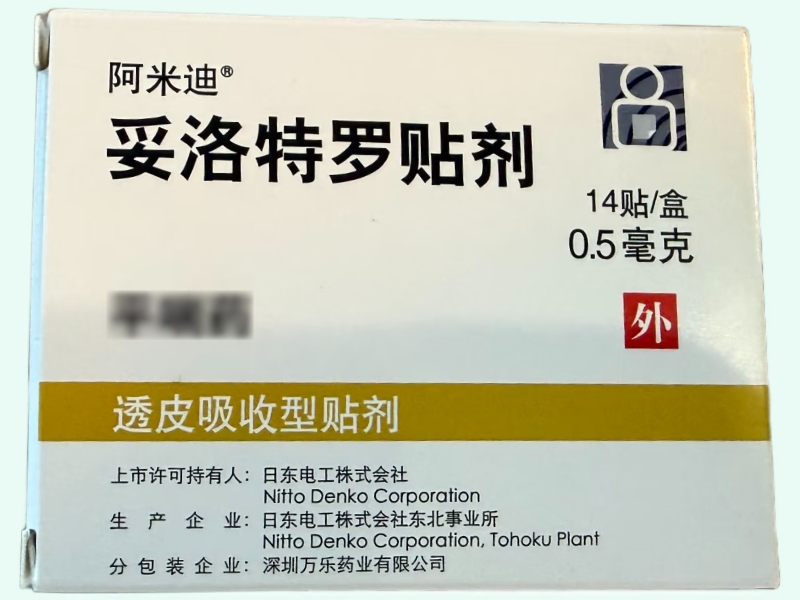 阿米迪®
妥洛特罗贴剂
14贴/盒
0.5毫克
外
透皮吸收型贴剂
上市许可持有人：日东电工株式会社
Nitto Denko Corporation
生产企业：日东电工株式会社东北事业所
Nitto Denko Corporation, Tohoku Plant
分包装企业：深圳万乐药业有限公司